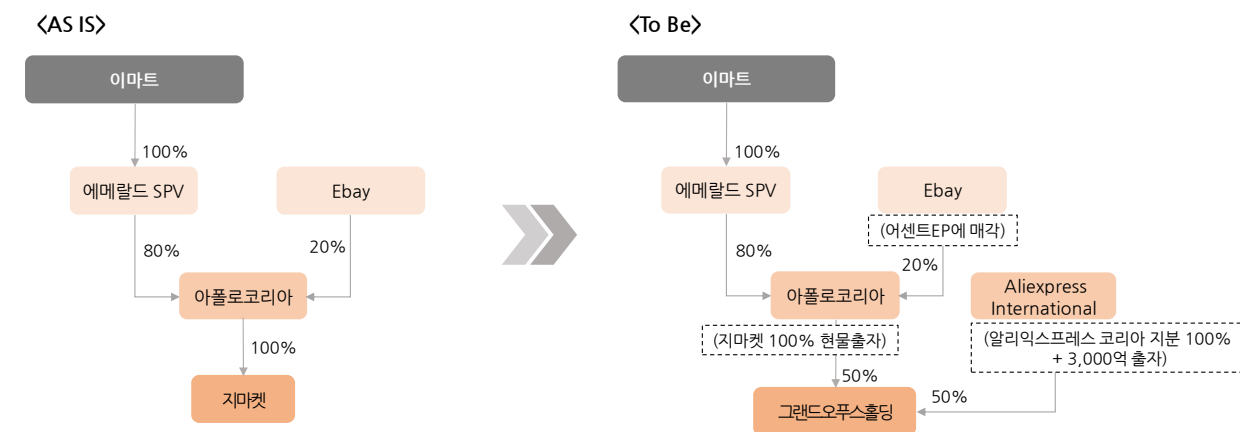 <AS IS>
이마트
100%
에메랄드 SPV
Ebay
80%
20%
아폴로코리아
100%
지마켓
<To Be>
이마트
100%
에메랄드 SPV
Ebay
(어센트EP에 매각)
80%
20%
아폴로코리아
Aliexpress
International
(지마켓 100% 현물출자)
(알리익스프레스 코리아 지분 100%
+ 3,000억 출자)
50%
50%
그랜드오푸스홀딩